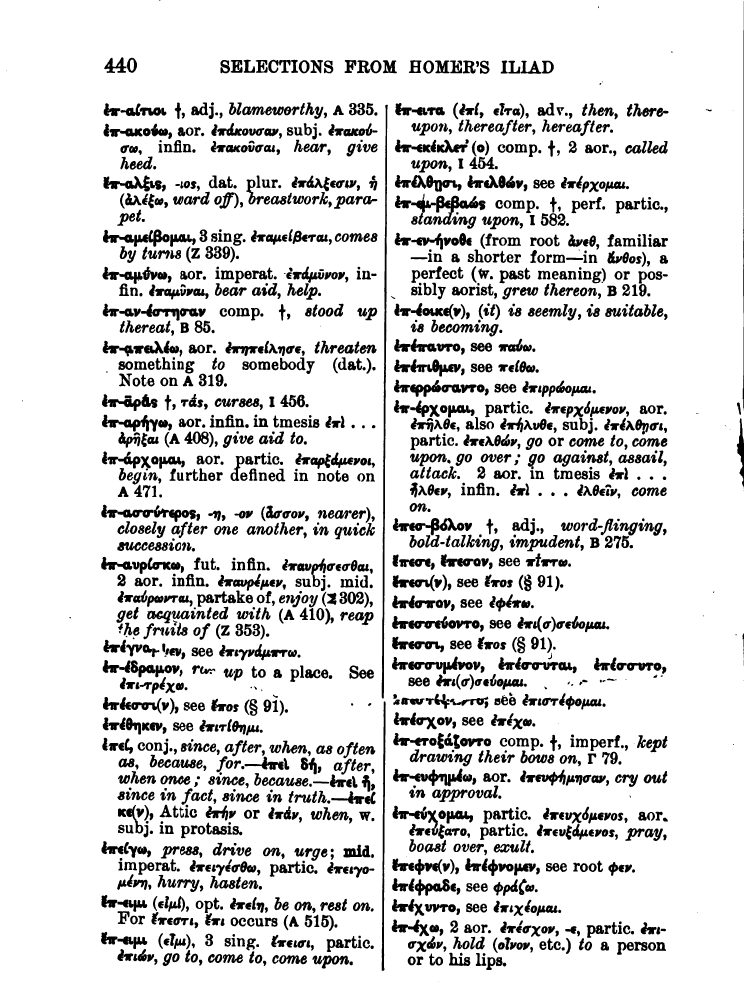 440 SELECTIONS FROM HOMER'S ILIAD
ἐπ-αίτιοι †, adj., blameworthy, A 335.
ἐπ-ακούω, aor. ἐπάκουσαν, subj. ἐπακού-
σω, infin. ἐπακοῦσαι, hear, give
heed.
ἔπ-αλξις, -ιος, dat. plur. ἐπάλξεσιν, ἡ
(ἀλέξω, ward off), breastwork, para-
pet.
ἐπ-αμείβομαι, 3 sing. ἐπαμείβεται, comes
by turns (Z 339).
ἐπ-αμύνω, aor. imperat. ἐπάμῡνον, in-
fin. ἐπαμῦναι, bear aid, help.
ἐπ-αν-έστησαν comp. †, stood up
thereat, B 85.
ἐπ-απειλέω, aor. ἐπηπείλησε, threaten
something to somebody (dat.).
Note on A 319.
ἐπ-ᾱράς †, τάς, curses, I 456.
ἐπ-αρήγω, aor. infin. in tmesis ἐπὶ . . .
ἀρῆξαι (A 408), give aid to.
ἐπ-άρχομαι, aor. partic. ἐπαρξάμενοι,
begin, further defined in note on
A 471.
ἐπ-ασσύτερος, -η, -ον (ἆσσον, nearer),
closely after one another, in quick
succession.
ἐπ-αυρίσκω, fut. infin. ἐπαυρήσεσθαι,
2 aor. infin. ἐπαυρέμεν, subj. mid.
ἐπαύρωνται, partake of, enjoy (Σ 302),
get acquainted with (A 410), reap
the fruits of (Z 353).
see ἐπιγνάμπτω.
ἐπ-έδραμον, run up to a place. See
ἐπι-τρέχω.
ἐπέεσσι(ν), see ἔπος (§ 91).
ἐπέθηκεν, see ἐπιτίθημι.
ἐπεί, conj., since, after, when, as often
as, because, for.—ἐπεὶ δή, after,
when once; since, because.—ἐπεὶ ἦ,
since in fact, since in truth.—ἐπεί
κε(ν), Attic ἐπήν or ἐπάν, when, w.
subj. in protasis.
ἐπείγω, press, drive on, urge; mid.
imperat. ἐπειγέσθω, partic. ἐπειγο-
μένη, hurry, hasten.
ἔπ-ειμι (εἰμί), opt. ἐπείη, be on, rest on.
For ἔπεστι, ἔπι occurs (A 515).
ἔπ-ειμι (εἶμι), 3 sing. ἔπεισι, partic.
ἐπιών, go to, come to, come upon.
ἔπ-ειτα (ἐπί, εἶτα), adv., then, there-
upon, thereafter, hereafter.
ἐπ-εκέκλετ' (ο) comp. †, 2 aor., called
upon, I 454.
ἐπέλθῃσι, ἐπελθών, see ἐπέρχομαι.
ἐπ-εμ-βεβαώς comp. †, perf. partic.,
standing upon, I 582.
ἐπ-εν-ήνοθε (from root ἀνεθ, familiar
—in a shorter form—in ἄνθος), a
perfect (w. past meaning) or pos-
sibly aorist, grew thereon, B 219.
ἐπ-έοικε(ν), (it) is seemly, is suitable,
is becoming.
ἐπέπαυτο, see παύω.
ἐπέπιθμεν, see πείθω.
ἐπερρώσαντο, see ἐπιρρώομαι.
ἐπ-έρχομαι, partic. ἐπερχόμενον, aor.
ἐπῆλθε, also ἐπήλυθε, subj. ἐπέλθῃσι,
partic. ἐπελθών, go or come to, come
upon, go over; go against, assail,
attack. 2 aor. in tmesis ἐπὶ . . .
ἦλθεν, infin. ἐπὶ . . . ἐλθεῖν, come
on.
ἐπεσ-βόλον †, adj., word-flinging,
bold-talking, impudent, B 275.
ἔπεσε, ἔπεσον, see πίπτω.
ἔπεσι(ν), see ἔπος (§ 91).
ἐπέσπον, see ἐφέπω.
ἐπεσσεύοντο, see ἐπι(σ)σεύομαι.
ἔπεσσι, see ἔπος (§ 91).
ἐπεσσυμένον, ἐπέσσυται, ἐπέσσυτο,
see ἐπι(σ)σεύομαι.
see ἐπιστέφομαι.
ἐπέσχον, see ἐπέχω.
ἐπ-ετοξάζοντο comp. †, imperf., kept
drawing their bows on, Γ 79.
ἐπ-ευφημέω, aor. ἐπευφήμησαν, cry out
in approval.
ἐπ-εύχομαι, partic. ἐπευχόμενος, aor.
ἐπεύξατο, partic. ἐπευξάμενος, pray,
boast over, exult.
ἔπεφνε(ν), ἐπέφνομεν, see root φεν.
ἐπέφραδε, see φράζω.
ἐπέχυντο, see ἐπιχέομαι.
ἐπ-έχω, 2 aor. ἐπέσχον, -ε, partic. ἐπι-
σχών, hold (οἶνον, etc.) to a person
or to his lips.